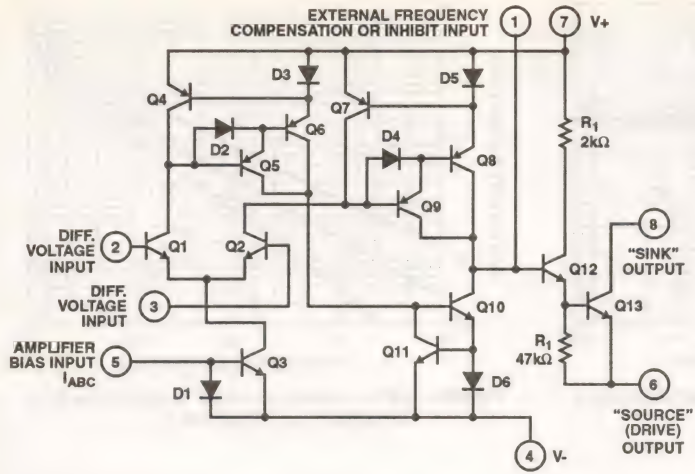 EXTERNAL FREQUENCY
COMPENSATION OR INHIBIT INPUT
1
7
V+
D3
D5
Q4
Q7
Q6
D2
Q5
D4
Q8
Q9
R1
2kΩ
DIFF.
VOLTAGE
INPUT
2
Q1
Q2
8
"SINK"
OUTPUT
Q12
Q13
DIFF.
VOLTAGE
INPUT
3
Q10
AMPLIFIER
BIAS INPUT
IABC
5
Q3
Q11
R1
47kΩ
D1
D6
6
"SOURCE"
(DRIVE)
OUTPUT
4
V-